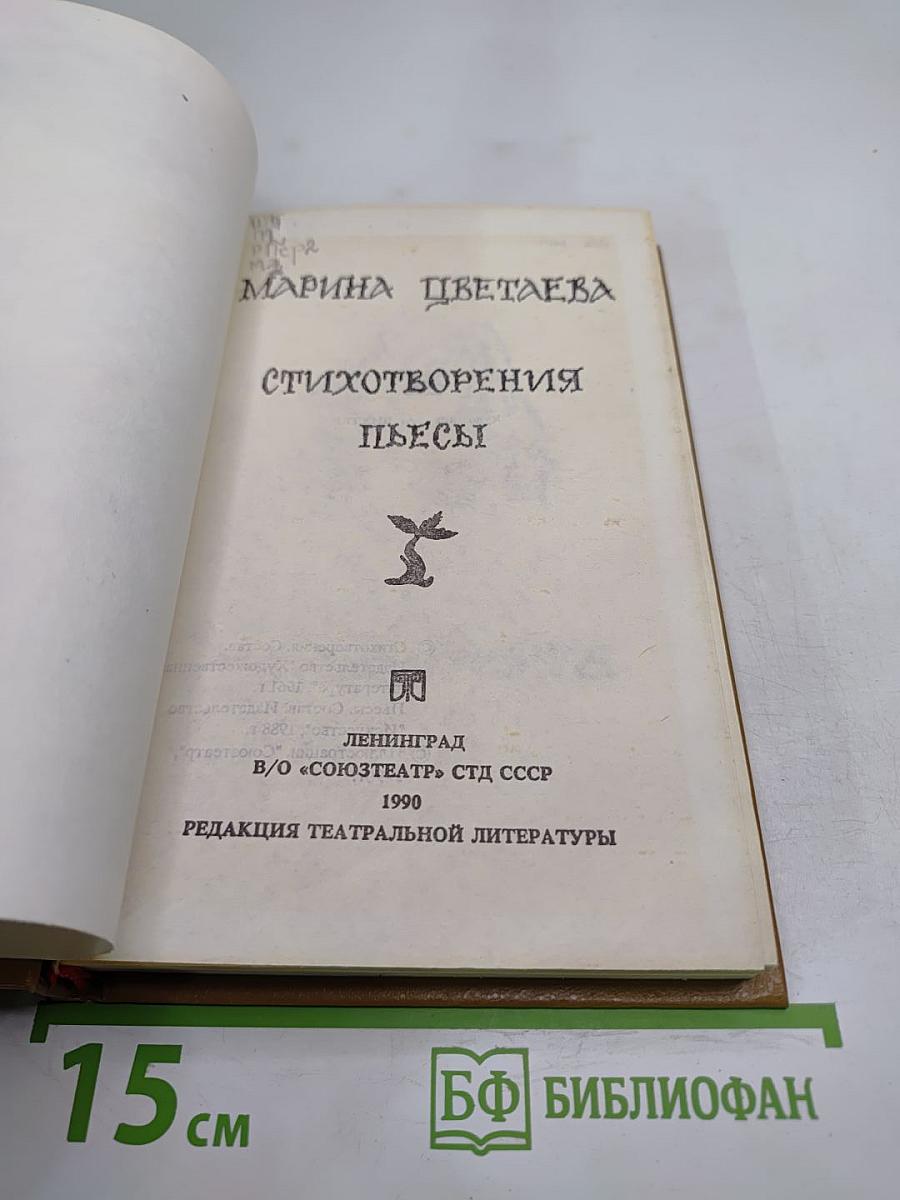 МАРИНА ЦВЕТАЕВА
СТИХОТВОРЕНИЯ
ПЬЕСЫ
ЛЕНИНГРАД
В/О «СОЮЗТЕАТР» СТД СССР
1990
РЕДАКЦИЯ ТЕАТРАЛЬНОЙ ЛИТЕРАТУРЫ
15 см
БФ БИБЛИОФАН